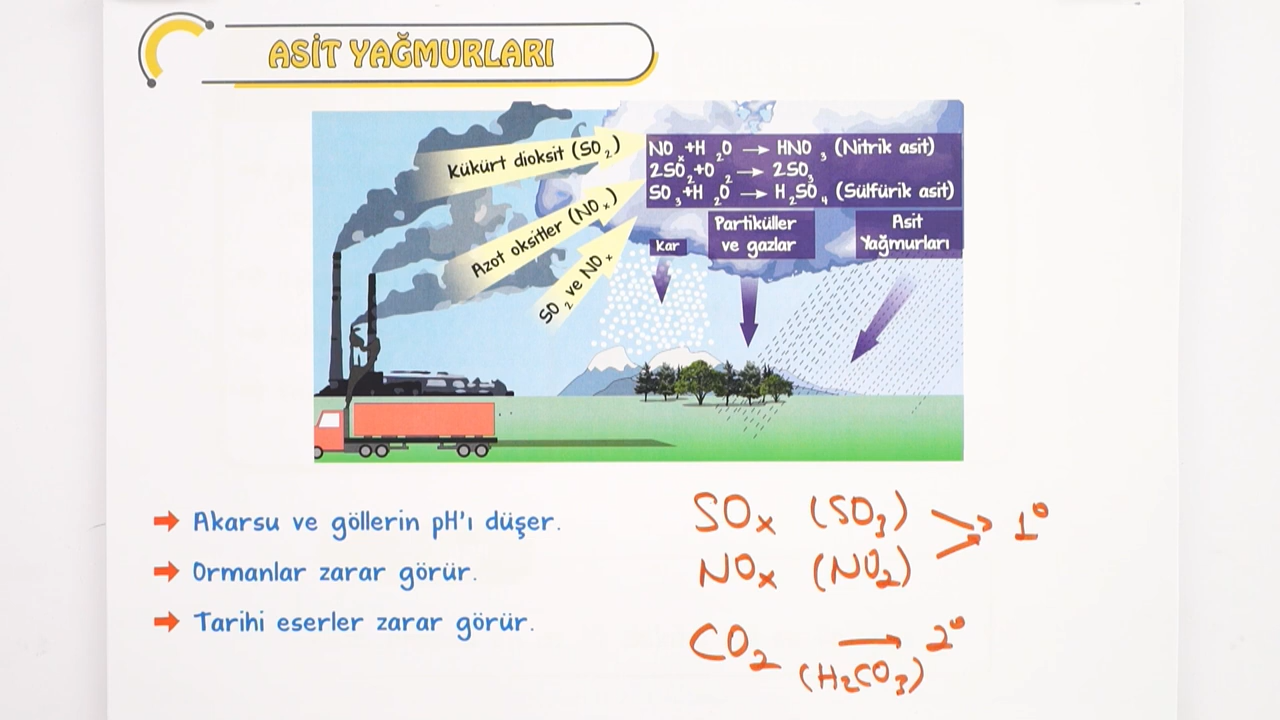 ASİT YAĞMURLARI
Kükürt dioksit (SO₂)
Azot oksitler (NOₓ)
SO₂ ve NOₓ
NOₓ+H₂O → HNO₃ (Nitrik asit)
2SO₂+O₂ → 2SO₃
SO₃+H₂O → H₂SO₄ (Sülfürik asit)
Kar
Partiküller
ve gazlar
Asit
Yağmurları
→ Akarsu ve göllerin pH'ı düşer.
→ Ormanlar zarar görür.
→ Tarihi eserler zarar görür.
SOₓ (SO₃)
NOₓ (NO₂)
> 1°
CO₂ → 2°
(H₂CO₃)